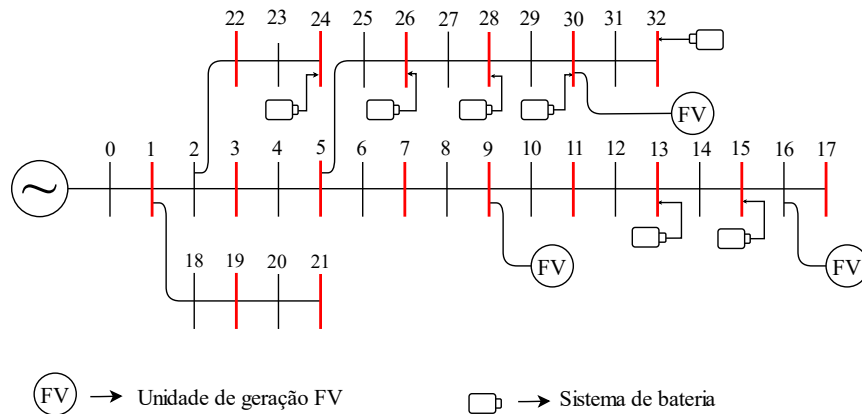 22 23 24 25 26 27 28 29 30 31 32
FV
0 1 2 3 4 5 6 7 8 9 10 11 12 13 14 15 16 17
FV FV
18 19 20 21
FV Unidade de geração FV Sistema de bateria